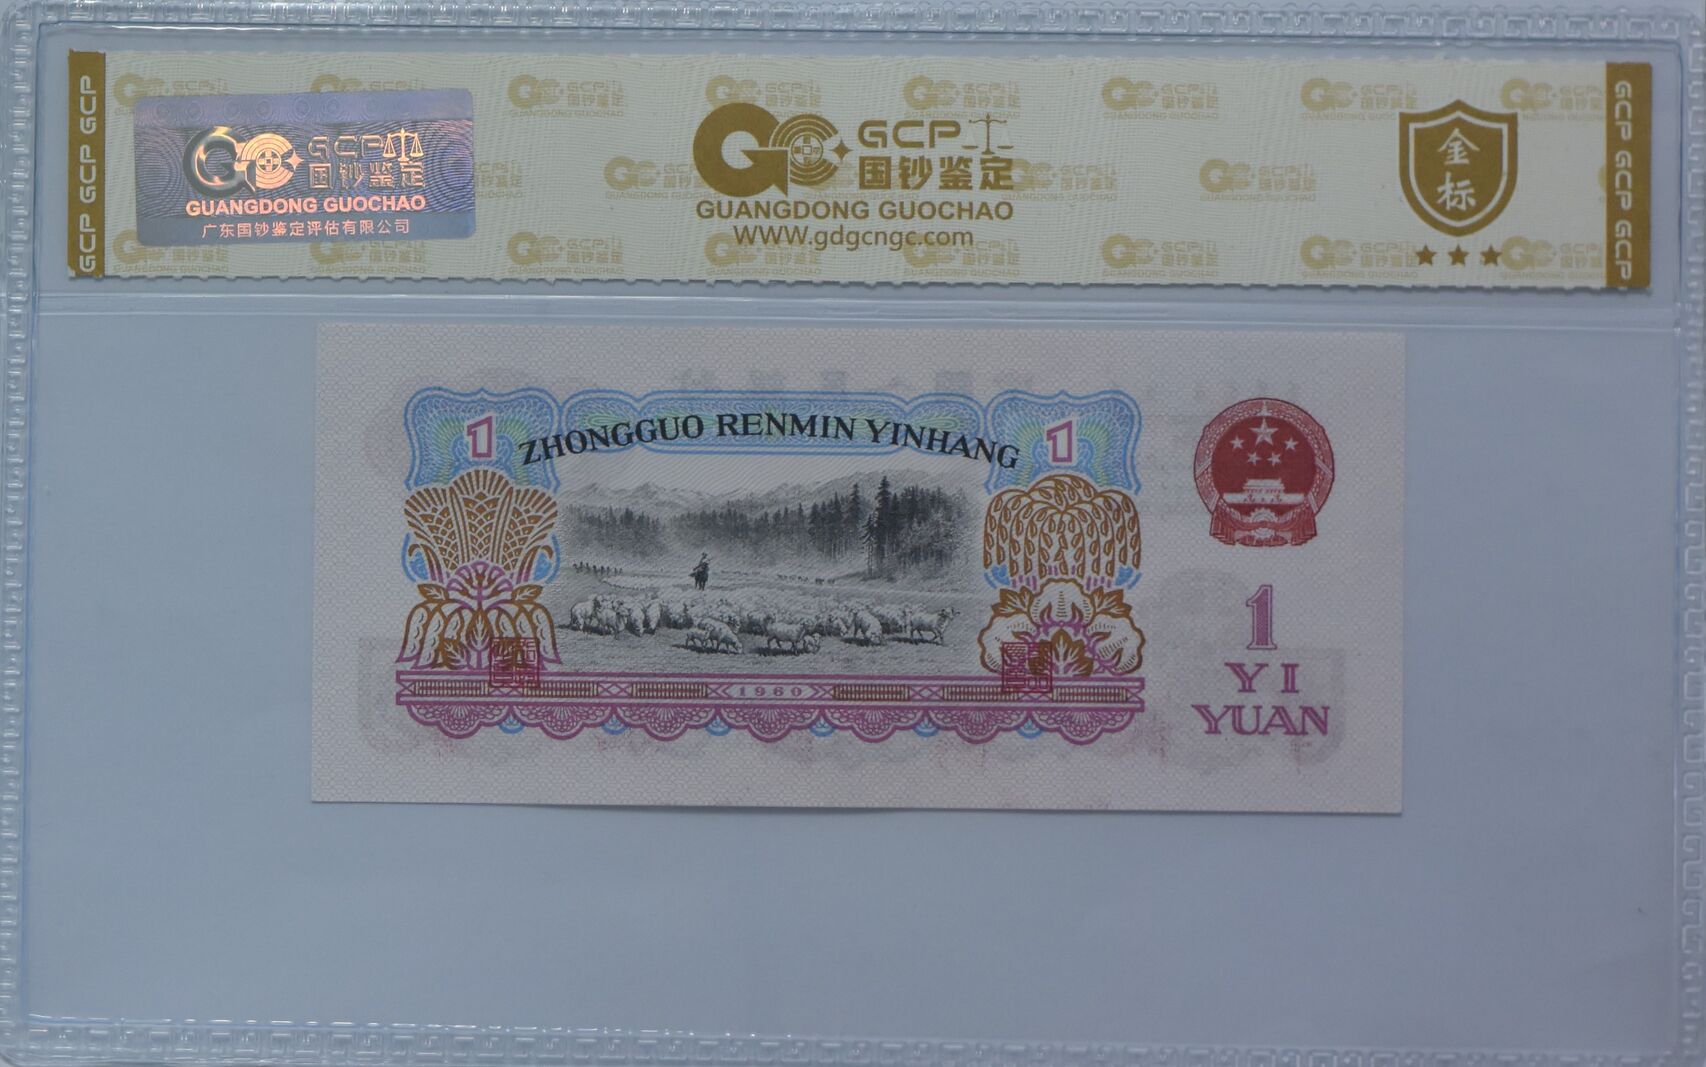 GCP GCP GCP GCP
GCP
国钞鉴定
GUANGDONG GUOCHAO
广东国钞鉴定评估有限公司
GCP
国钞鉴定
GUANGDONG GUOCHAO
WWW.gdgcngc.com
金
标
GCP GCP GCP GCP
1
ZHONGGUO RENMIN YINHANG
1
1960
1
YI
YUAN